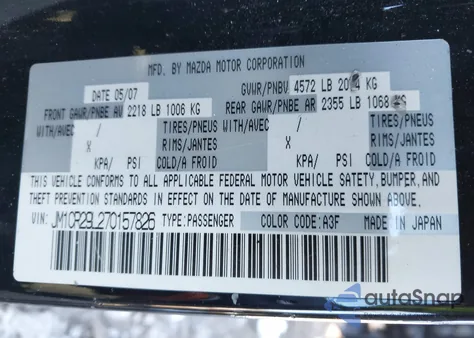 MFD. BY MAZDA MOTOR CORPORATION
DATE 05/07 GVWR/PNBV 4572 LB 2074 KG
FRONT GAWR/PNBE AV 2218 LB 1006 KG REAR GAWR/PNBE AR 2355 LB 1068 KG
WITH/AVEC / TIRES/PNEUS WITH/AVEC / TIRES/PNEUS
X RIMS/JANTES X RIMS/JANTES
KPA/ PSI COLD/A FROID KPA/ PSI COLD/A FROID
THIS VEHICLE CONFORMS TO ALL APPLICABLE FEDERAL MOTOR VEHICLE SAFETY, BUMPER, AND
THEFT PREVENTION STANDARDS IN EFFECT ON THE DATE OF MANUFACTURE SHOWN ABOVE.
VIN: JM1CR29L270157826 TYPE:PASSENGER COLOR CODE: A3F MADE IN JAPAN
autoSnap